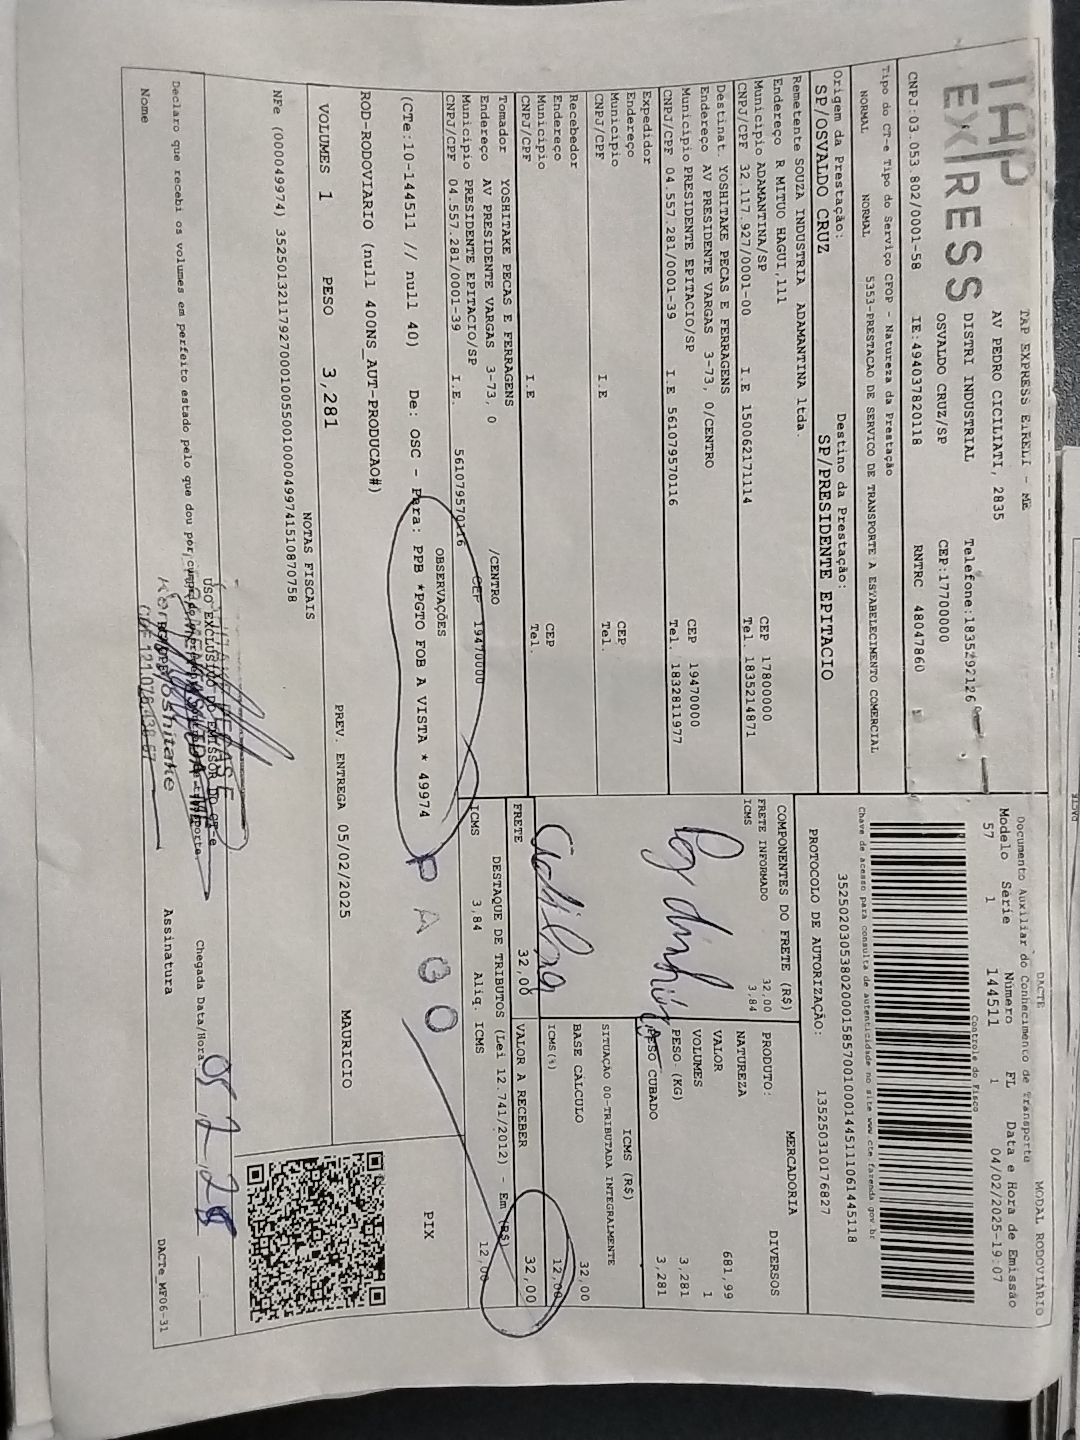 TAP EXPRESS
TAP EXPRESS EIRELI - ME
AV PEDRO CICILIATI, 2835
DISTRI INDUSTRIAL Telefone:1835292126
OSVALDO CRUZ/SP CEP:17700000
CNPJ:03.053.802/0001-58 IE:494037820118 RNTRC 48047860
Tipo do CT-e Tipo do Serviço CFOP - Natureza da Prestação
NORMAL NORMAL 5353-PRESTACAO DE SERVICO DE TRANSPORTE A ESTABELECIMENTO COMERCIAL
Origem da Prestação: Destino da Prestação:
SP/OSVALDO CRUZ SP/PRESIDENTE EPITACIO
DACTE MODAL RODOVIÁRIO
Documento Auxiliar do Conhecimento de Transporte
Modelo Série Número FL Data e Hora de Emissão
57 1 144511 1 04/02/2025-19:07
Controle do Fisco
Chave de acesso para consulta de autenticidade no site www.cte.fazenda.gov.br
35250203053802000158570010001445111061445118
PROTOCOLO DE AUTORIZAÇÃO: 135250310176827
Remetente SOUZA INDUSTRIA ADAMANTINA ltda.
Endereço R MITUO HAGUI,111
Município ADAMANTINA/SP CEP 17800000
CNPJ/CPF 32.117.927/0001-00 I.E 150062171114 Tel. 1835214871
Destinat. YOSHITAKE PECAS E FERRAGENS
Endereço AV PRESIDENTE VARGAS 3-73, 0/CENTRO
Município PRESIDENTE EPITACIO/SP CEP 19470000
CNPJ/CPF 04.557.281/0001-39 I.E 561079570116 Tel. 1832811977
Expedidor
Endereço
Município CEP
CNPJ/CPF I.E Tel.
Recebedor
Endereço
Município CEP
CNPJ/CPF I.E Tel.
Tomador YOSHITAKE PECAS E FERRAGENS
Endereço AV PRESIDENTE VARGAS 3-73, 0 /CENTRO
Município PRESIDENTE EPITACIO/SP CEP 19470000
CNPJ/CPF 04.557.281/0001-39 I.E. 561079570116
COMPONENTES DO FRETE (R$)
FRETE INFORMADO 32,00
ICMS 3,84
FRETE 32,00
MERCADORIA
PRODUTO: DIVERSOS
NATUREZA
VALOR 681,99
VOLUMES 1
PESO (KG) 3,281
PESO CUBADO 3,281
ICMS (R$)
SITUAÇÃO 00-TRIBUTADA INTEGRALMENTE
BASE CALCULO 32,00
ICMS(%) 12,00
VALOR A RECEBER 32,00
DESTAQUE DE TRIBUTOS (Lei 12.741/2012) - Em (R$)
ICMS 3,84 Aliq. ICMS 12,00
OBSERVAÇÕES
(CTe:10-144511 // null 40) De: OSC - Para: PPB *PGTO FOB A VISTA * 49974
PAGO
PIX
ROD-RODOVIARIO (null 400NS_AUT-PRODUCAO#)
VOLUMES 1 PESO 3,281 PREV. ENTREGA 05/02/2025 MAURICIO
NOTAS FISCAIS
NFe (000049974) 35250132117927000100550010000499741510870758
USO EXCLUSIVO DO EMISSOR DO CT-e
Declaro que recebi os volumes em perfeito estado pelo que dou por cumprido
Chegada Data/Hora 05/2/25
Nome Yoshitake Assinatura
DACTe_MF06-31